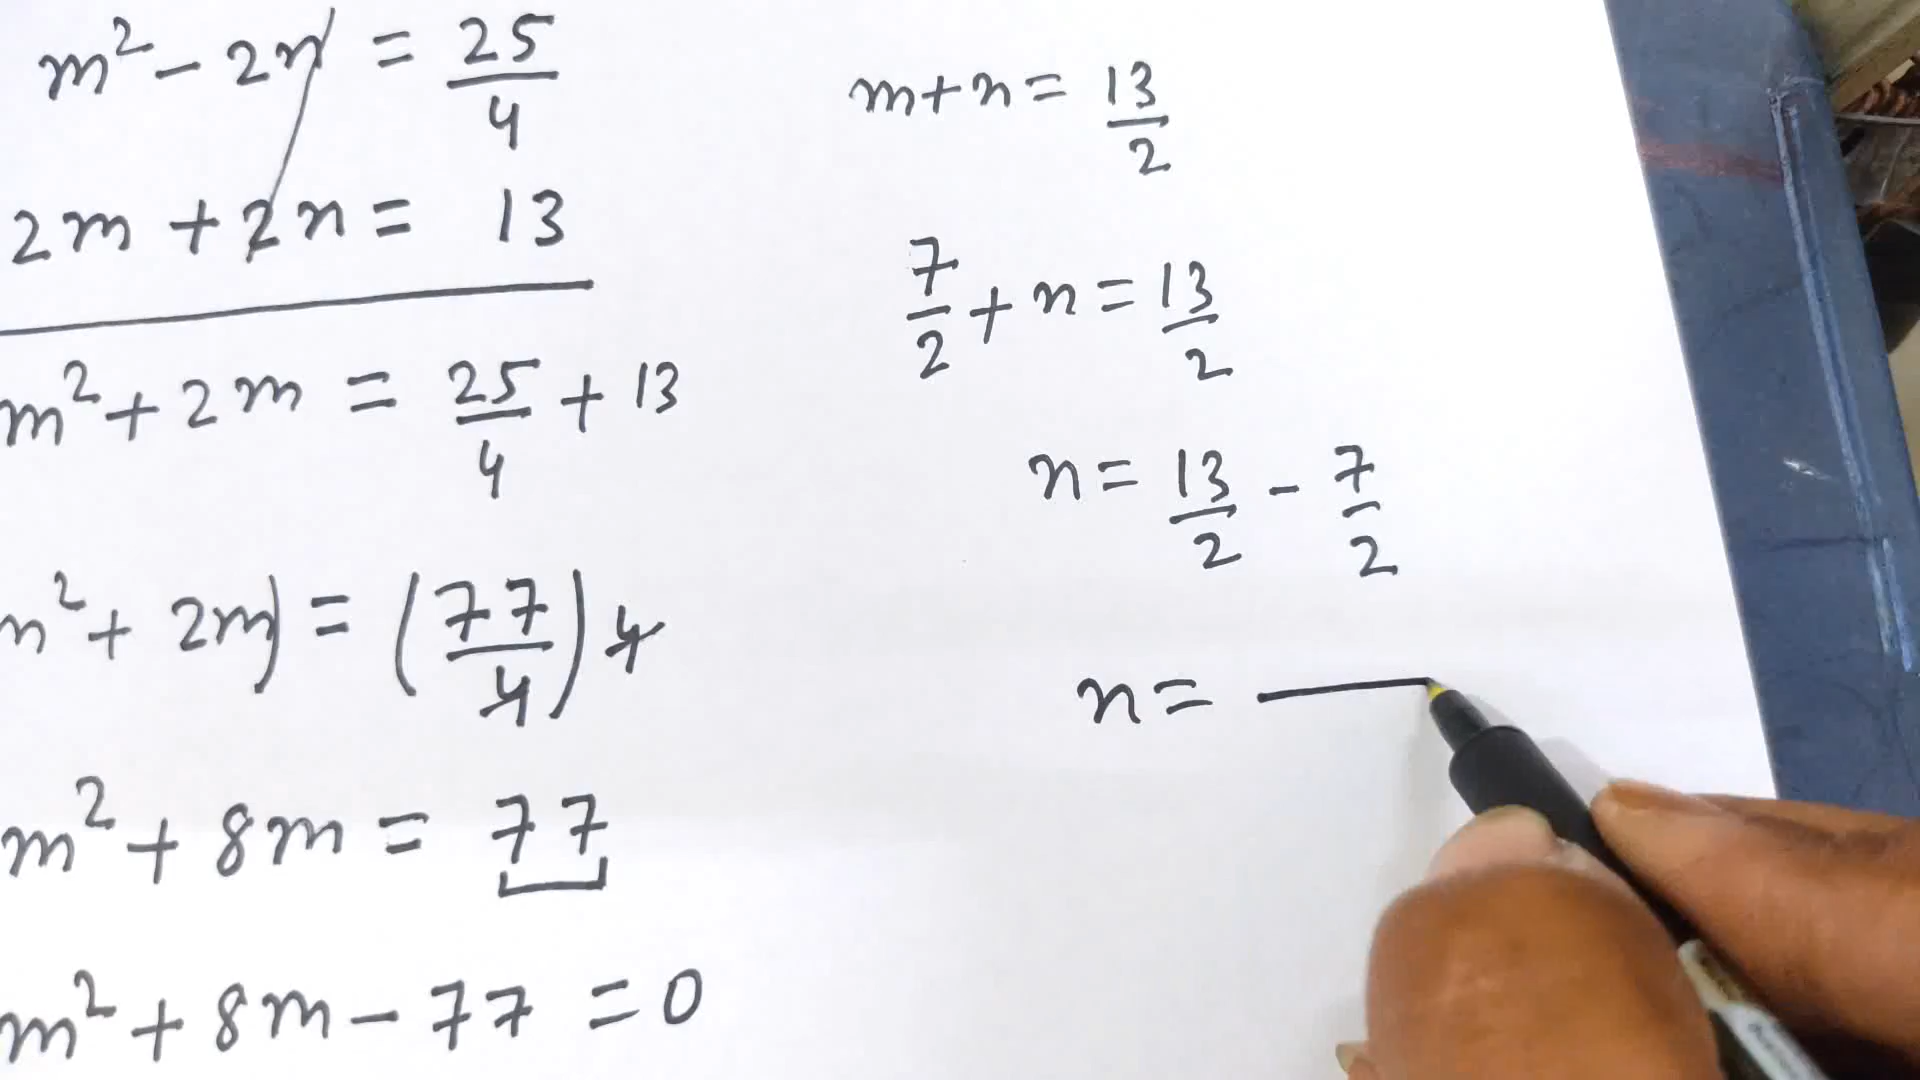 m² - 2n = 25/4
2m + 2n = 13
m² + 2m = 25/4 + 13
m² + 2m) = (77/4) 4
m² + 8m = 77
m² + 8m - 77 = 0
m + n = 13/2
7/2 + n = 13/2
n = 13/2 - 7/2
n =